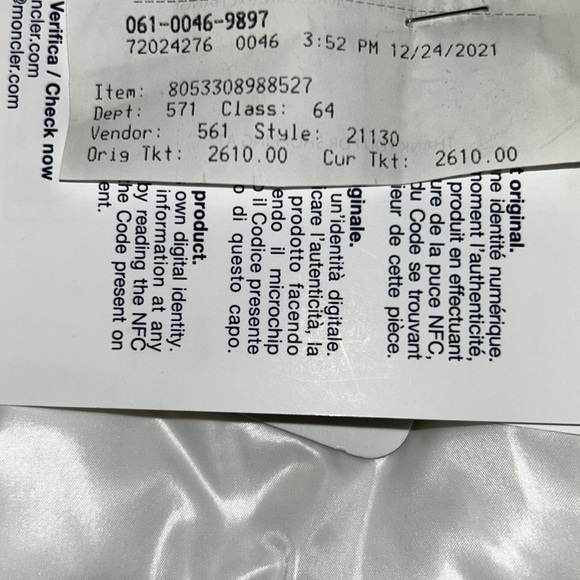 061-0046-9897
72024276 0046 3:52 PM 12/24/2021
Item: 8053308988527
Dept: 571 Class: 64
Vendor: 561 Style: 21130
Orig Tkt: 2610.00 Cur Tkt: 2610.00
Verifica / Check now
ncler.com
@moncler.com
t original.
ne identité numérique.
moment l'authenticité,
produit en effectuant
ure de la puce NFC,
du Code se trouvant
ieur de cette pièce.
ginale.
un'identità digitale.
icare l'autenticità, la
prodotto facendo
endo il microchip
il Codice presente
di questo capo.
product.
own digital identity.
information at any
by reading the NFC
he Code present on
ent.